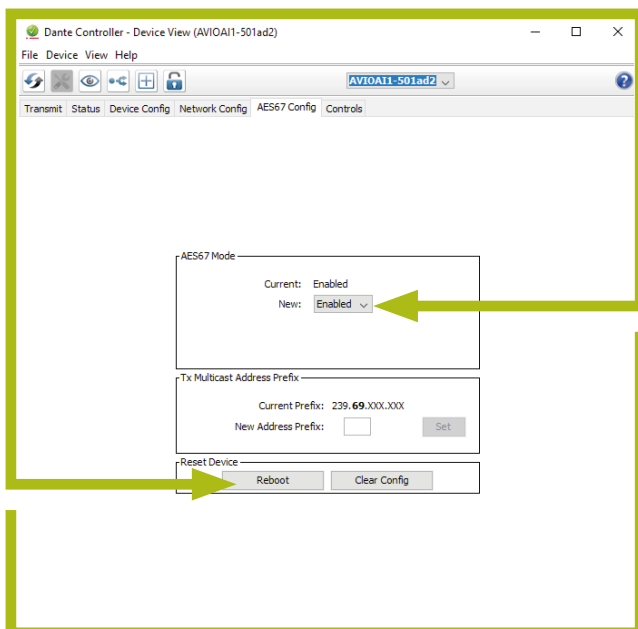 Dante Controller - Device View (AVIOAI1-501ad2)
File Device View Help
AVIOAI1-501ad2
?
Transmit Status Device Config Network Config AES67 Config Controls
AES67 Mode
Current: Enabled
New: Enabled
Tx Multicast Address Prefix
Current Prefix: 239.69.XXX.XXX
New Address Prefix: Set
Reset Device
Reboot Clear Config